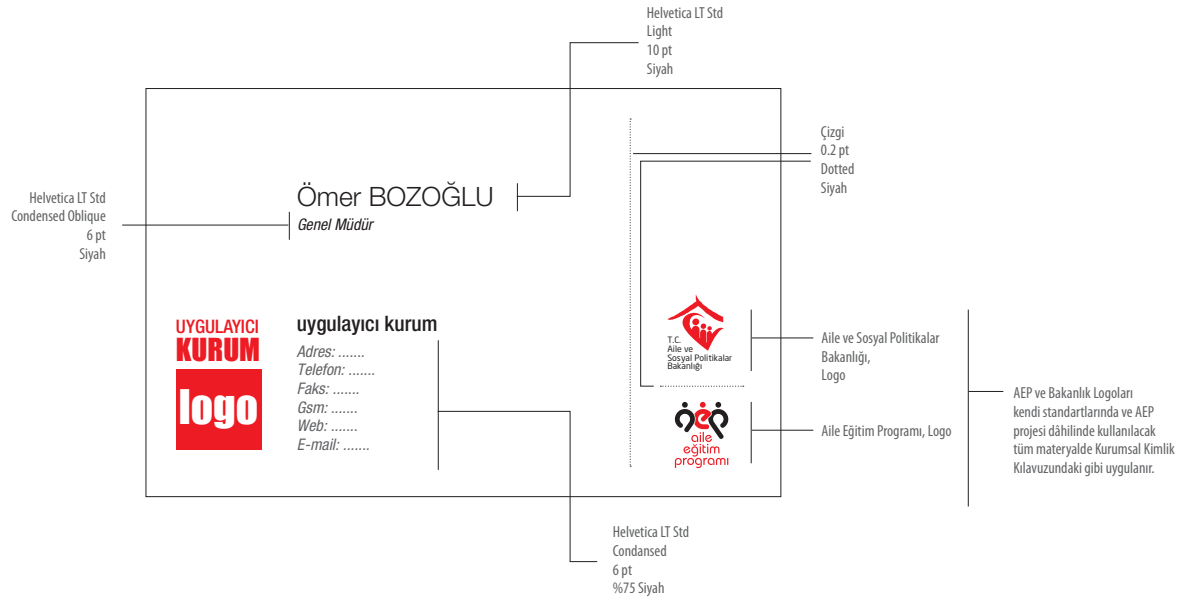 Helvetica LT Std
Light
10 pt
Siyah
Çizgi
0.2 pt
Dotted
Siyah
Helvetica LT Std
Condensed Oblique
6 pt
Siyah
Ömer BOZOĞLU
Genel Müdür
UYGULAYICI
KURUM
logo
uygulayıcı kurum
Adres: .......
Telefon: .......
Faks: .......
Gsm: .......
Web: .......
E-mail: .......
T.C.
Aile ve
Sosyal Politikalar
Bakanlığı
aep
aile
eğitim
programı
Aile ve Sosyal Politikalar
Bakanlığı,
Logo
Aile Eğitim Programı, Logo
AEP ve Bakanlık Logoları
kendi standartlarında ve AEP
projesi dâhilinde kullanılacak
tüm materyalde Kurumsal Kimlik
Kılavuzundaki gibi uygulanır.
Helvetica LT Std
Condansed
6 pt
%75 Siyah